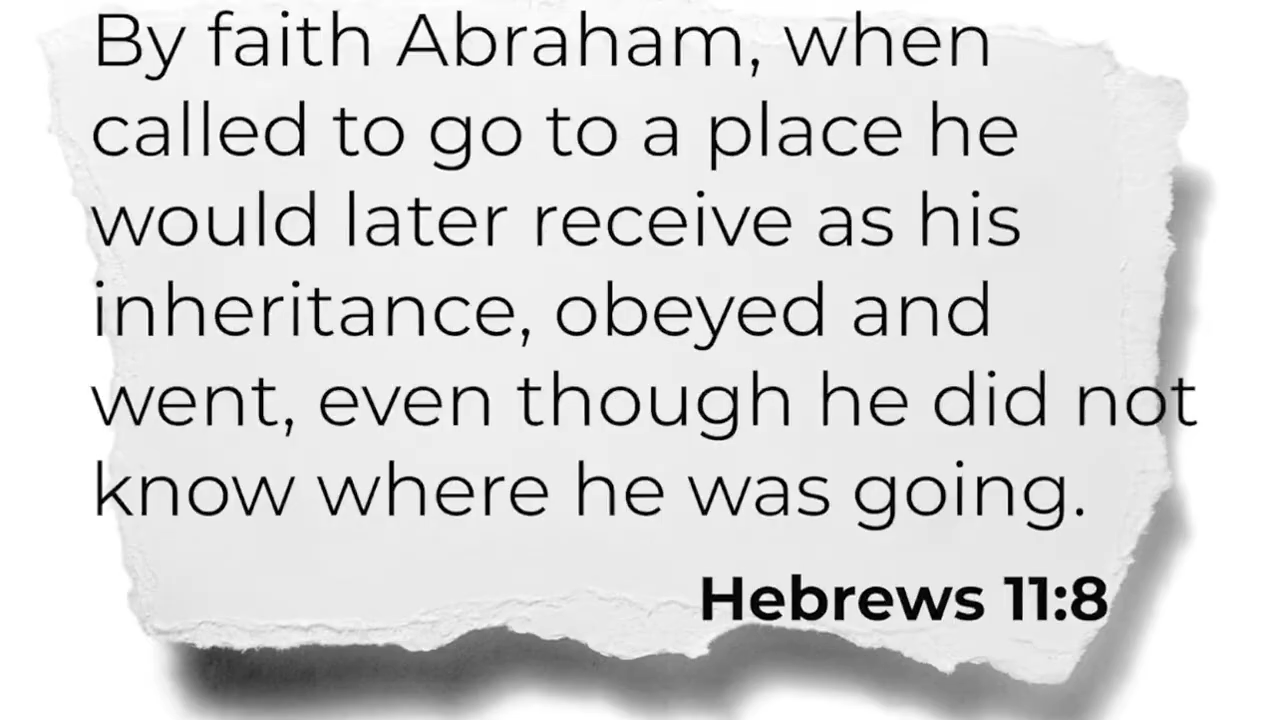 By faith Abraham, when
called to go to a place he
would later receive as his
inheritance, obeyed and
went, even though he did not
know where he was going.
Hebrews 11:8